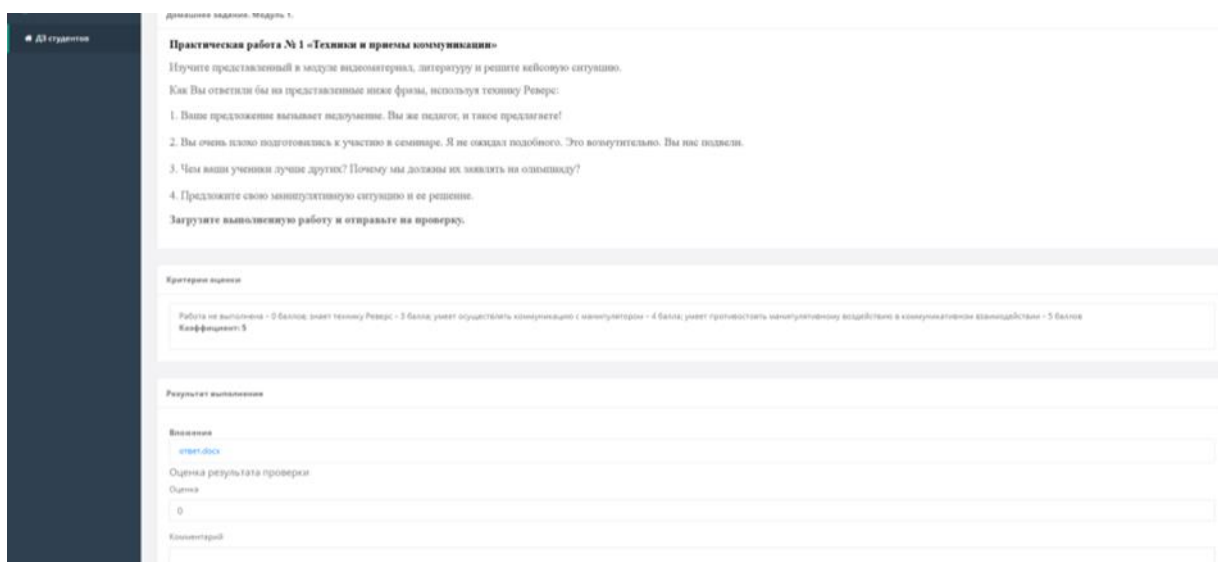 Домашнее задание. Модуль 1.
ДЗ студентов
Практическая работа № 1 «Техники и приемы коммуникации»
Изучите представленный в модуле видеоматериал, литературу и решите кейсовую ситуацию.
Как Вы ответили бы на представленные ниже фразы, используя технику Реверс:
1. Ваше предложение вызывает недоумение. Вы же педагог, и такое предлагаете!
2. Вы очень плохо подготовились к участию в семинаре. Я не ожидал подобного. Это возмутительно. Вы нас подвели.
3. Чем ваши ученики лучше других? Почему мы должны их заявлять на олимпиаду?
4. Предложите свою манипулятивную ситуацию и ее решение.
Загрузите выполненную работу и отправьте на проверку.
Критерии оценки
Работа не выполнена – 0 баллов; знает технику Реверс – 3 балла; умеет осуществлять коммуникацию с манипулятором – 4 балла; умеет противостоять манипулятивному воздействию в коммуникативном взаимодействии – 5 баллов
Коэффициент: 5
Результат выполнения
Вложения
ответ.docx
Оценка результата проверки
Оценка
0
Комментарий